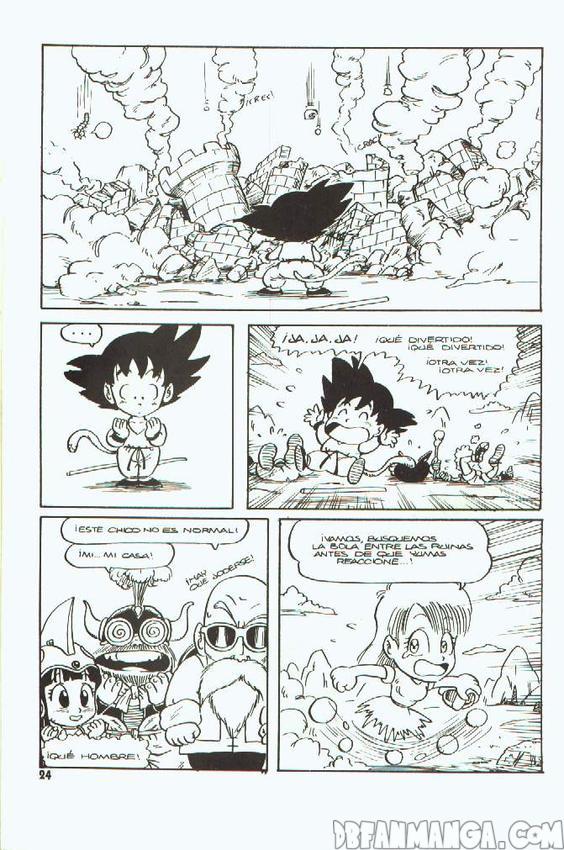 ¡CREC!
¡CROC!
...
¡JA, JA, JA!
¡QUÉ DIVERTIDO!
¡QUÉ DIVERTIDO!
¡OTRA VEZ!
¡OTRA VEZ!
¡ESTE CHICO NO ES NORMAL!
¡MI... MI CASA!
¡HAY
QUE JODERSE!
¡QUÉ HOMBRE!
¡VAMOS, BUSQUEMOS
LA BOLA ENTRE LAS RUINAS
ANTES DE QUE YUMAS
REACCIONE...!
24
DBFANMANGA.COM